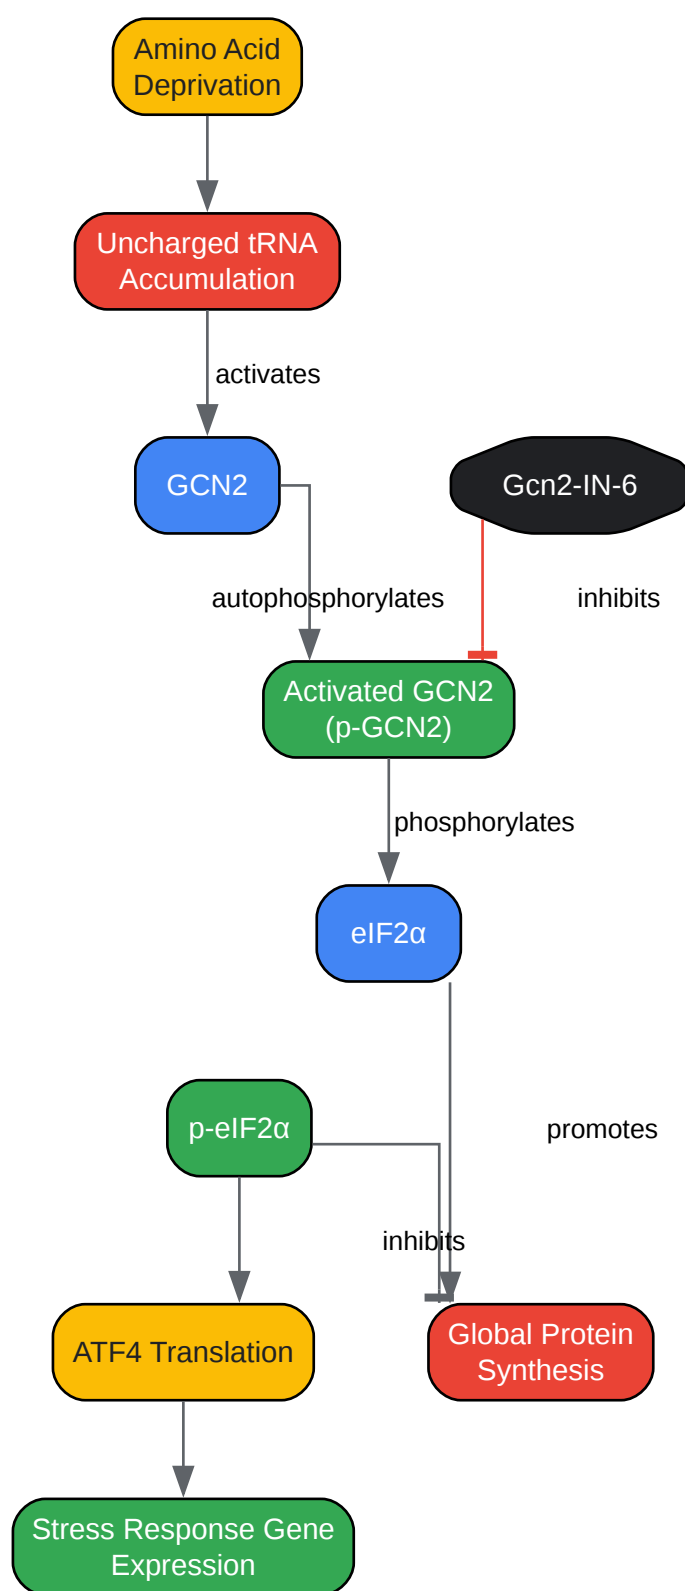 Amino Acid
Deprivation
Uncharged tRNA
Accumulation
activates
GCN2
Gcn2-IN-6
autophosphorylates
inhibits
Activated GCN2
(p-GCN2)
phosphorylates
eIF2α
p-eIF2α
promotes
inhibits
ATF4 Translation
Global Protein
Synthesis
Stress Response Gene
Expression